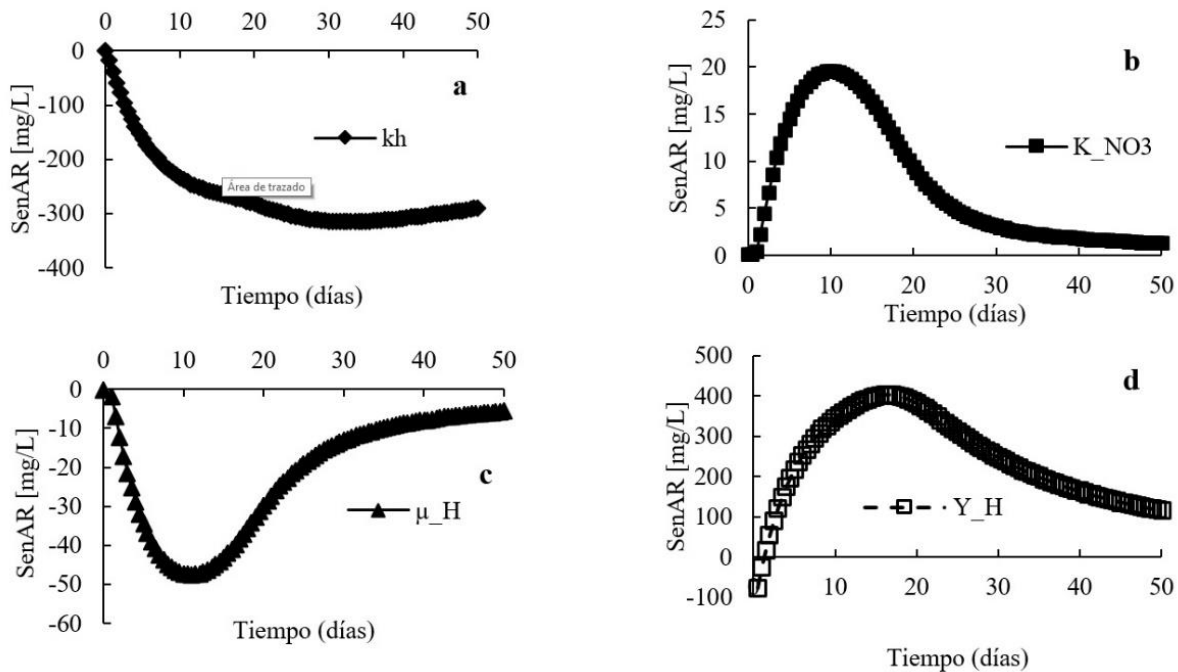 0 10 20 30 40 50
0
-100
-200
-300
-400
SenAR [mg/L]
a
kh
Área de trazado
Tiempo (días)
25
20
15
10
5
0
SenAR [mg/L]
b
K_NO3
0 10 20 30 40 50
Tiempo (días)
0 10 20 30 40 50
0
-10
-20
-30
-40
-50
-60
SenAR [mg/L]
c
μ_H
Tiempo (días)
500
400
300
200
100
0
-100
SenAR [mg/L]
d
Y_H
10 20 30 40 50
Tiempo (días)